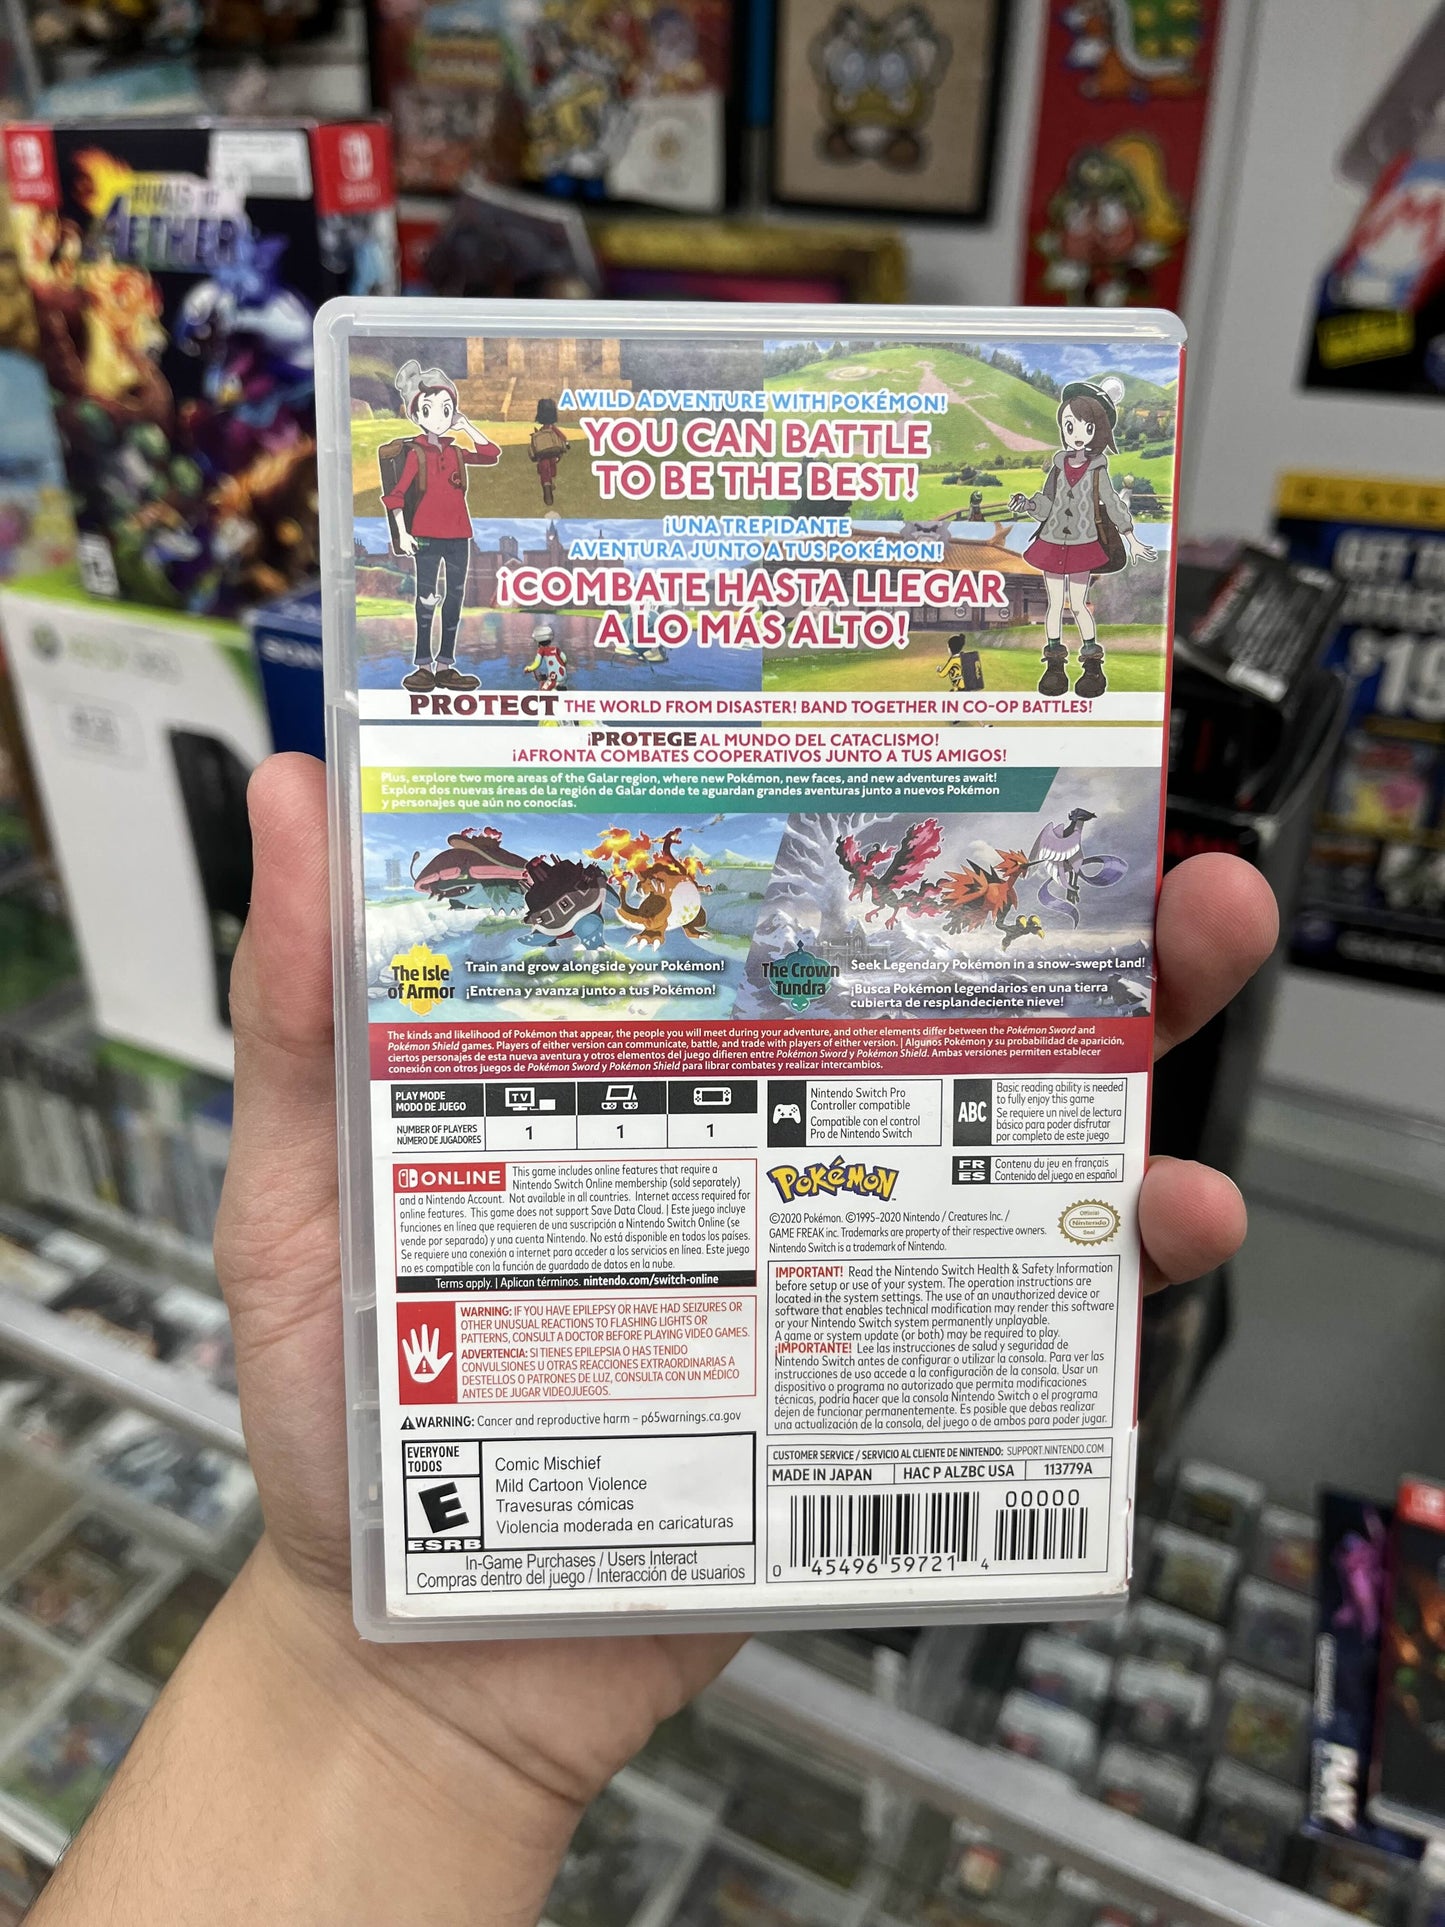 RIVALS OF
AETHER
SONY
A WILD ADVENTURE WITH POKÉMON!
YOU CAN BATTLE
TO BE THE BEST!
¡UNA TREPIDANTE
AVENTURA JUNTO A TUS POKÉMON!
¡COMBATE HASTA LLEGAR
A LO MÁS ALTO!
PROTECT THE WORLD FROM DISASTER! BAND TOGETHER IN CO-OP BATTLES!
¡PROTEGE AL MUNDO DEL CATACLISMO!
¡AFRONTA COMBATES COOPERATIVOS JUNTO A TUS AMIGOS!
Plus, explore two more areas of the Galar region, where new Pokémon, new faces, and new adventures await!
Explora dos nuevas áreas de la región de Galar donde te aguardan grandes aventuras junto a nuevos Pokémon
y personajes que aún no conocías.
The Isle
of Armor
Train and grow alongside your Pokémon!
¡Entrena y avanza junto a tus Pokémon!
The Crown
Tundra
Seek Legendary Pokémon in a snow-swept land!
¡Busca Pokémon legendarios en una tierra
cubierta de resplandeciente nieve!
The kinds and likelihood of Pokémon that appear, the people you will meet during your adventure, and other elements differ between the Pokémon Sword and
Pokémon Shield games. Players of either version can communicate, battle, and trade with players of either version. | Algunos Pokémon y su probabilidad de aparición,
ciertos personajes de esta nueva aventura y otros elementos del juego difieren entre Pokémon Sword y Pokémon Shield. Ambas versiones permiten establecer
conexión con otros juegos de Pokémon Sword y Pokémon Shield para librar combates y realizar intercambios.
PLAY MODE
MODO DE JUEGO
TV
NUMBER OF PLAYERS
NÚMERO DE JUGADORES
1 1 1
Nintendo Switch Pro
Controller compatible
Compatible con el control
Pro de Nintendo Switch
ABC
Basic reading ability is needed
to fully enjoy this game
Se requiere un nivel de lectura
básico para poder disfrutar
por completo de este juego
ONLINE
This game includes online features that require a
Nintendo Switch Online membership (sold separately)
and a Nintendo Account. Not available in all countries. Internet access required for
online features. This game does not support Save Data Cloud. | Este juego incluye
funciones en línea que requieren de una suscripción a Nintendo Switch Online (se
vende por separado) y una cuenta Nintendo. No está disponible en todos los países.
Se requiere una conexión a internet para acceder a los servicios en línea. Este juego
no es compatible con la función de guardado de datos en la nube.
Terms apply. | Aplican términos. nintendo.com/switch-online
POKéMON
FR
ES
Contenu du jeu en français
Contenido del juego en español
©2020 Pokémon. ©1995–2020 Nintendo / Creatures Inc. /
GAME FREAK inc. Trademarks are property of their respective owners.
Nintendo Switch is a trademark of Nintendo.
Official
Nintendo
Seal
WARNING: IF YOU HAVE EPILEPSY OR HAVE HAD SEIZURES OR
OTHER UNUSUAL REACTIONS TO FLASHING LIGHTS OR
PATTERNS, CONSULT A DOCTOR BEFORE PLAYING VIDEO GAMES.
ADVERTENCIA: SI TIENES EPILEPSIA O HAS TENIDO
CONVULSIONES U OTRAS REACCIONES EXTRAORDINARIAS A
DESTELLOS O PATRONES DE LUZ, CONSULTA CON UN MÉDICO
ANTES DE JUGAR VIDEOJUEGOS.
WARNING: Cancer and reproductive harm – p65warnings.ca.gov
IMPORTANT! Read the Nintendo Switch Health & Safety Information
before setup or use of your system. The operation instructions are
located in the system settings. The use of an unauthorized device or
software that enables technical modification may render this software
or your Nintendo Switch system permanently unplayable.
A game or system update (or both) may be required to play.
¡IMPORTANTE! Lee las instrucciones de salud y seguridad de
Nintendo Switch antes de configurar o utilizar la consola. Para ver las
instrucciones de uso accede a la configuración de la consola. Usar un
dispositivo o programa no autorizado que permita modificaciones
técnicas, podría hacer que la consola Nintendo Switch o el programa
dejen de funcionar permanentemente. Es posible que debas realizar
una actualización de la consola, del juego o de ambos para poder jugar.
EVERYONE
TODOS
E
ESRB
Comic Mischief
Mild Cartoon Violence
Travesuras cómicas
Violencia moderada en caricaturas
In-Game Purchases / Users Interact
Compras dentro del juego / Interacción de usuarios
CUSTOMER SERVICE / SERVICIO AL CLIENTE DE NINTENDO: SUPPORT.NINTENDO.COM
MADE IN JAPAN
HAC P ALZBC USA
113779A
00000
0 45496 59721 4
PLAY